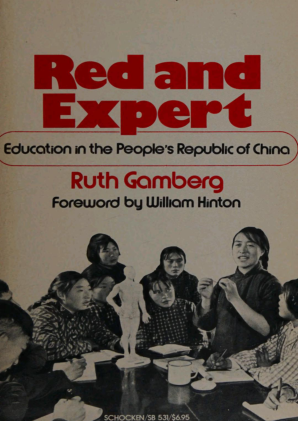 Red and
Expert
Education in the People's Republic of China
Ruth Gamberg
Foreword by William Hinton
SCHOCKEN/SB 531/$6.95